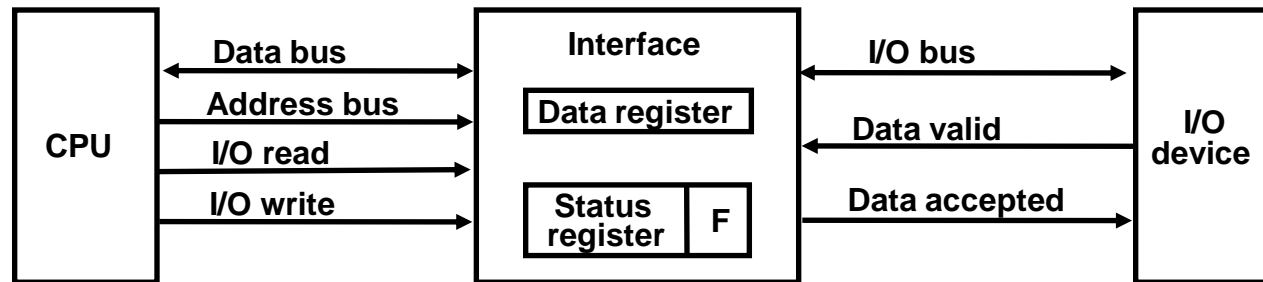 CPU
Data bus
Address bus
I/O read
I/O write
Interface
Data register
Status
register
F
I/O bus
Data valid
Data accepted
I/O
device